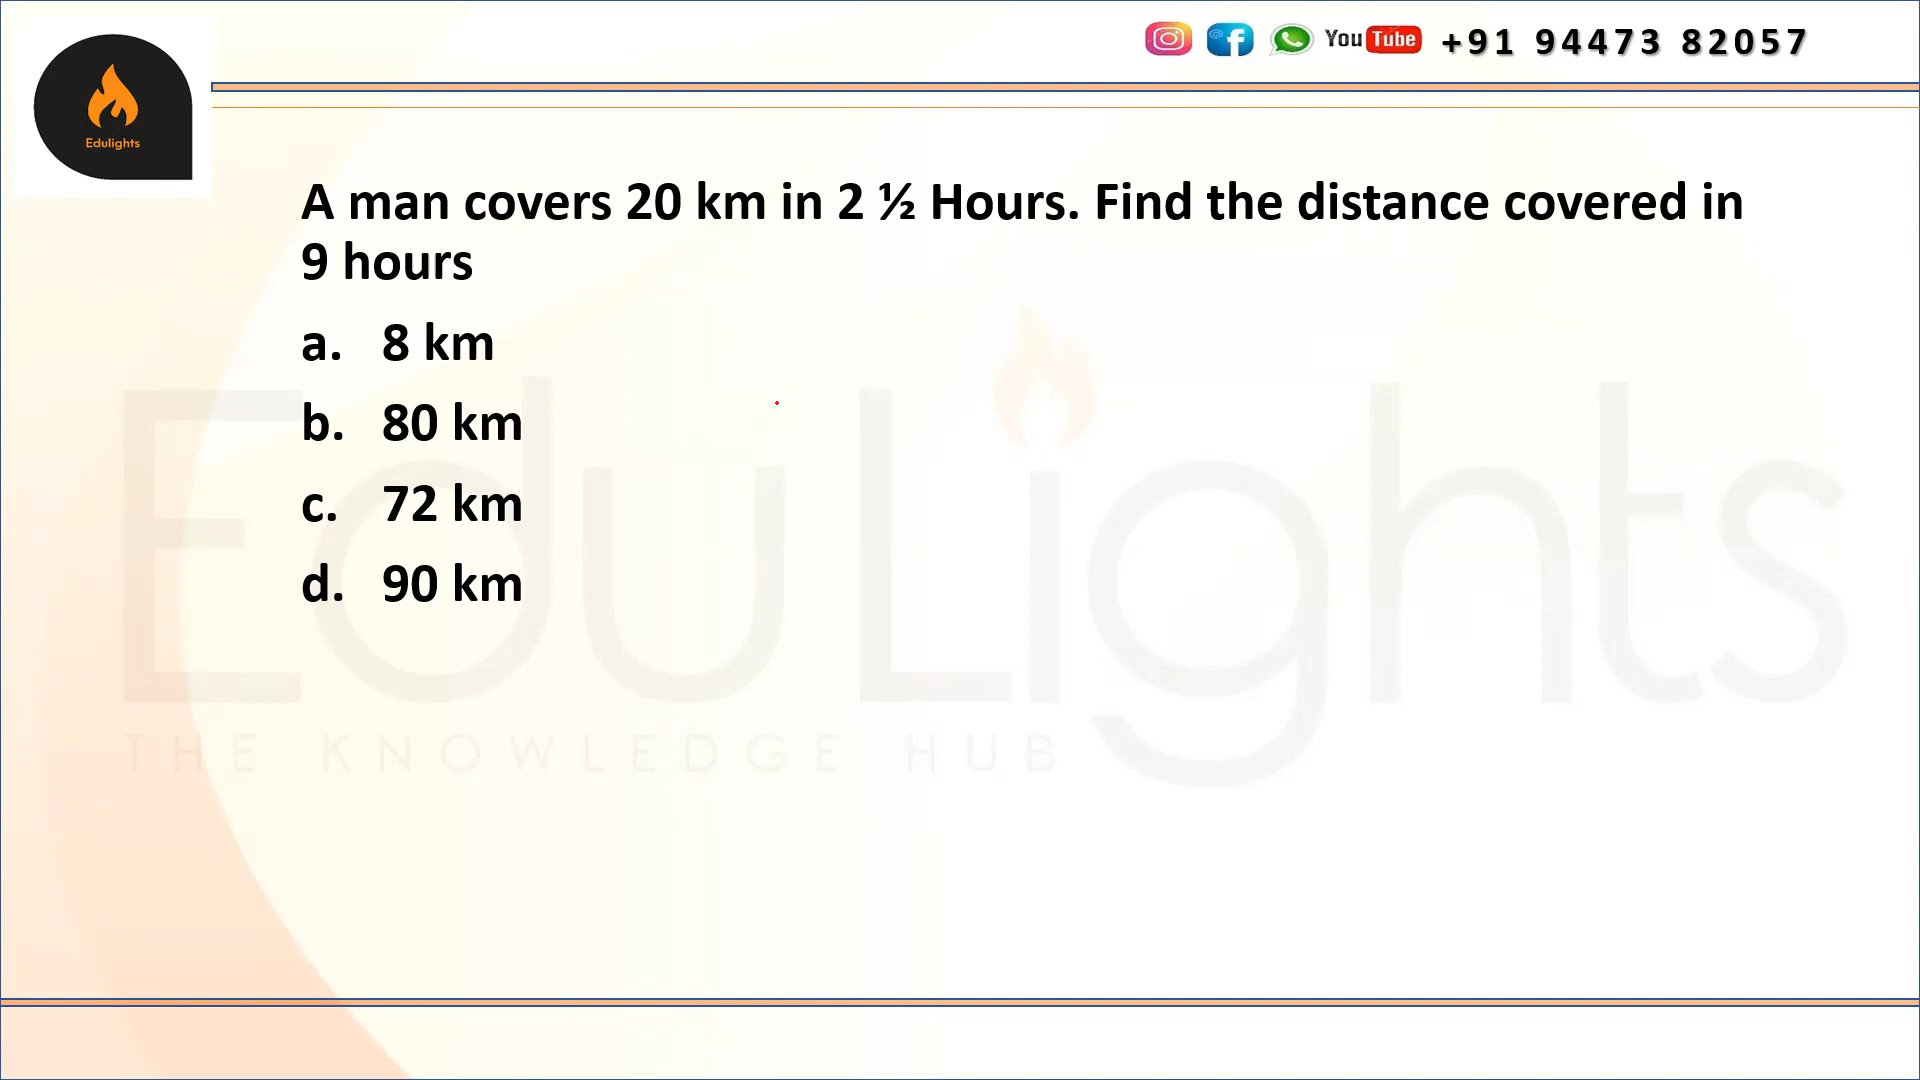 You Tube +91 94473 82057
Edulights
A man covers 20 km in 2 ½ Hours. Find the distance covered in
9 hours
a. 8 km
b. 80 km
c. 72 km
d. 90 km
EduLights
THE KNOWLEDGE HUB